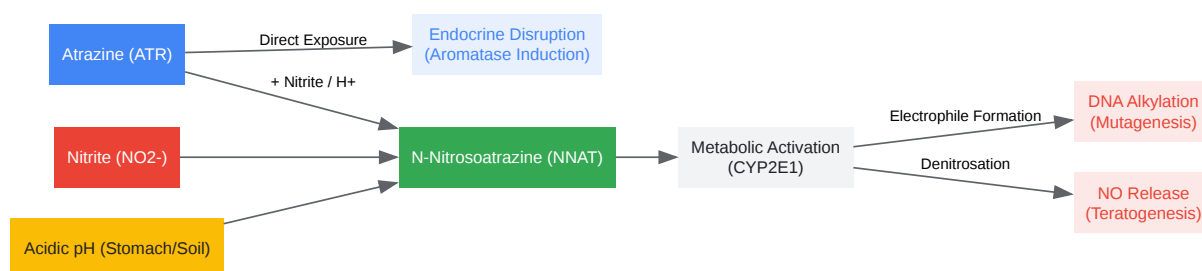 Atrazine (ATR)
Direct Exposure
Endocrine Disruption
(Aromatase Induction)
+ Nitrite / H+
Nitrite (NO2-)
N-Nitrosoatrazine (NNAT)
Acidic pH (Stomach/Soil)
Metabolic Activation
(CYP2E1)
Electrophile Formation
DNA Alkylation
(Mutagenesis)
Denitrosation
NO Release
(Teratogenesis)